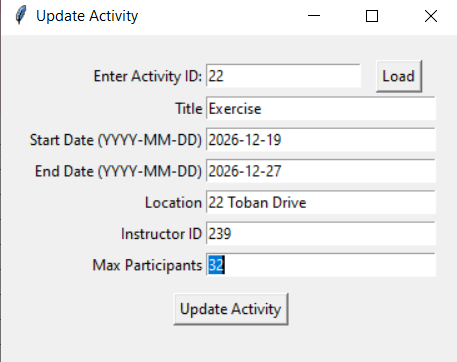 Update Activity
Enter Activity ID: 22 Load
Title Exercise
Start Date (YYYY-MM-DD) 2026-12-19
End Date (YYYY-MM-DD) 2026-12-27
Location 22 Toban Drive
Instructor ID 239
Max Participants 32
Update Activity